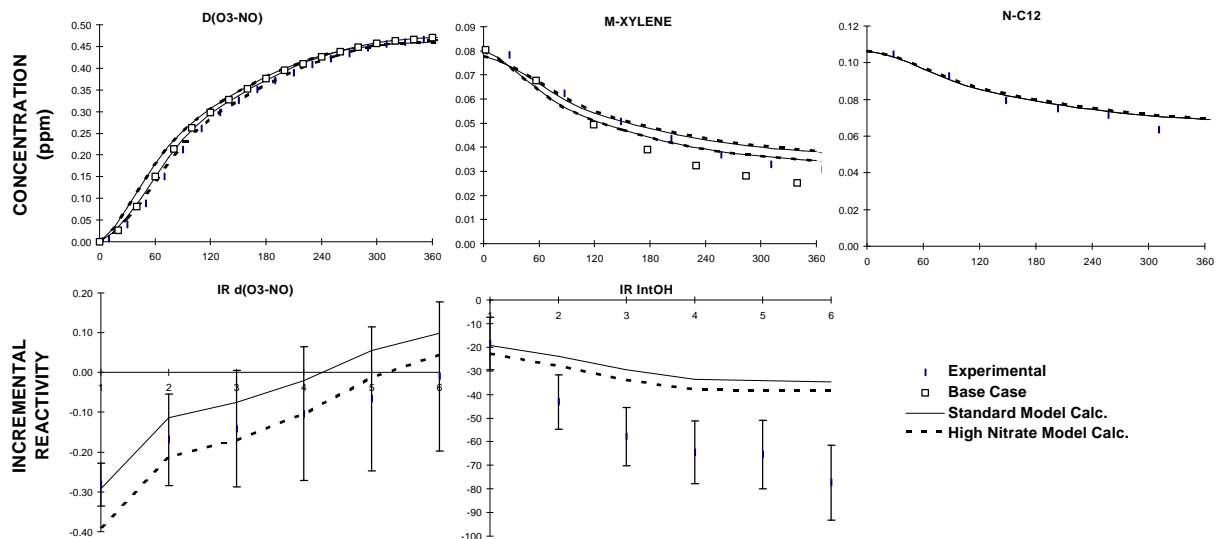 D(O3-NO)
CONCENTRATION
(ppm)
0.50
0.45
0.40
0.35
0.30
0.25
0.20
0.15
0.10
0.05
0.00
0 60 120 180 240 300 360
M-XYLENE
0.09
0.08
0.07
0.06
0.05
0.04
0.03
0.02
0.01
0.00
0 60 120 180 240 300 360
N-C12
0.12
0.10
0.08
0.06
0.04
0.02
0.00
0 60 120 180 240 300 360
IR d(O3-NO)
INCREMENTAL
REACTIVITY
0.20
0.10
0.00
-0.10
-0.20
-0.30
-0.40
1 2 3 4 5 6
IR IntOH
0
-10
-20
-30
-40
-50
-60
-70
-80
-90
-100
1 2 3 4 5 6
Experimental
Base Case
Standard Model Calc.
High Nitrate Model Calc.